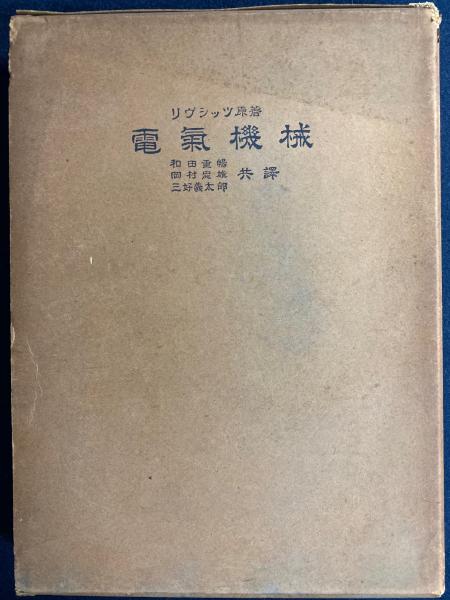 リヴシッツ原著
電氣機械
和田重暢
岡村忠雄 共譯
三好義太郎